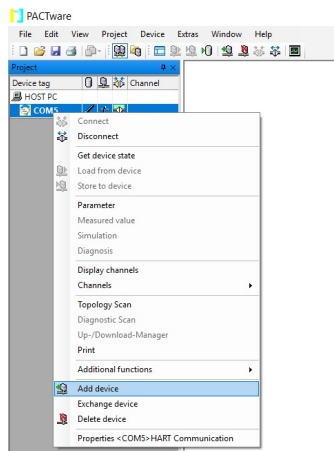 PACTware
File Edit View Project Device Extras Window Help
Project
Device tag Channel
HOST PC
COM5
Connect
Disconnect
Get device state
Load from device
Store to device
Parameter
Measured value
Simulation
Diagnosis
Display channels
Channels
Topology Scan
Diagnostic Scan
Up-/Download-Manager
Print
Additional functions
Add device
Exchange device
Delete device
Properties <COM5>HART Communication